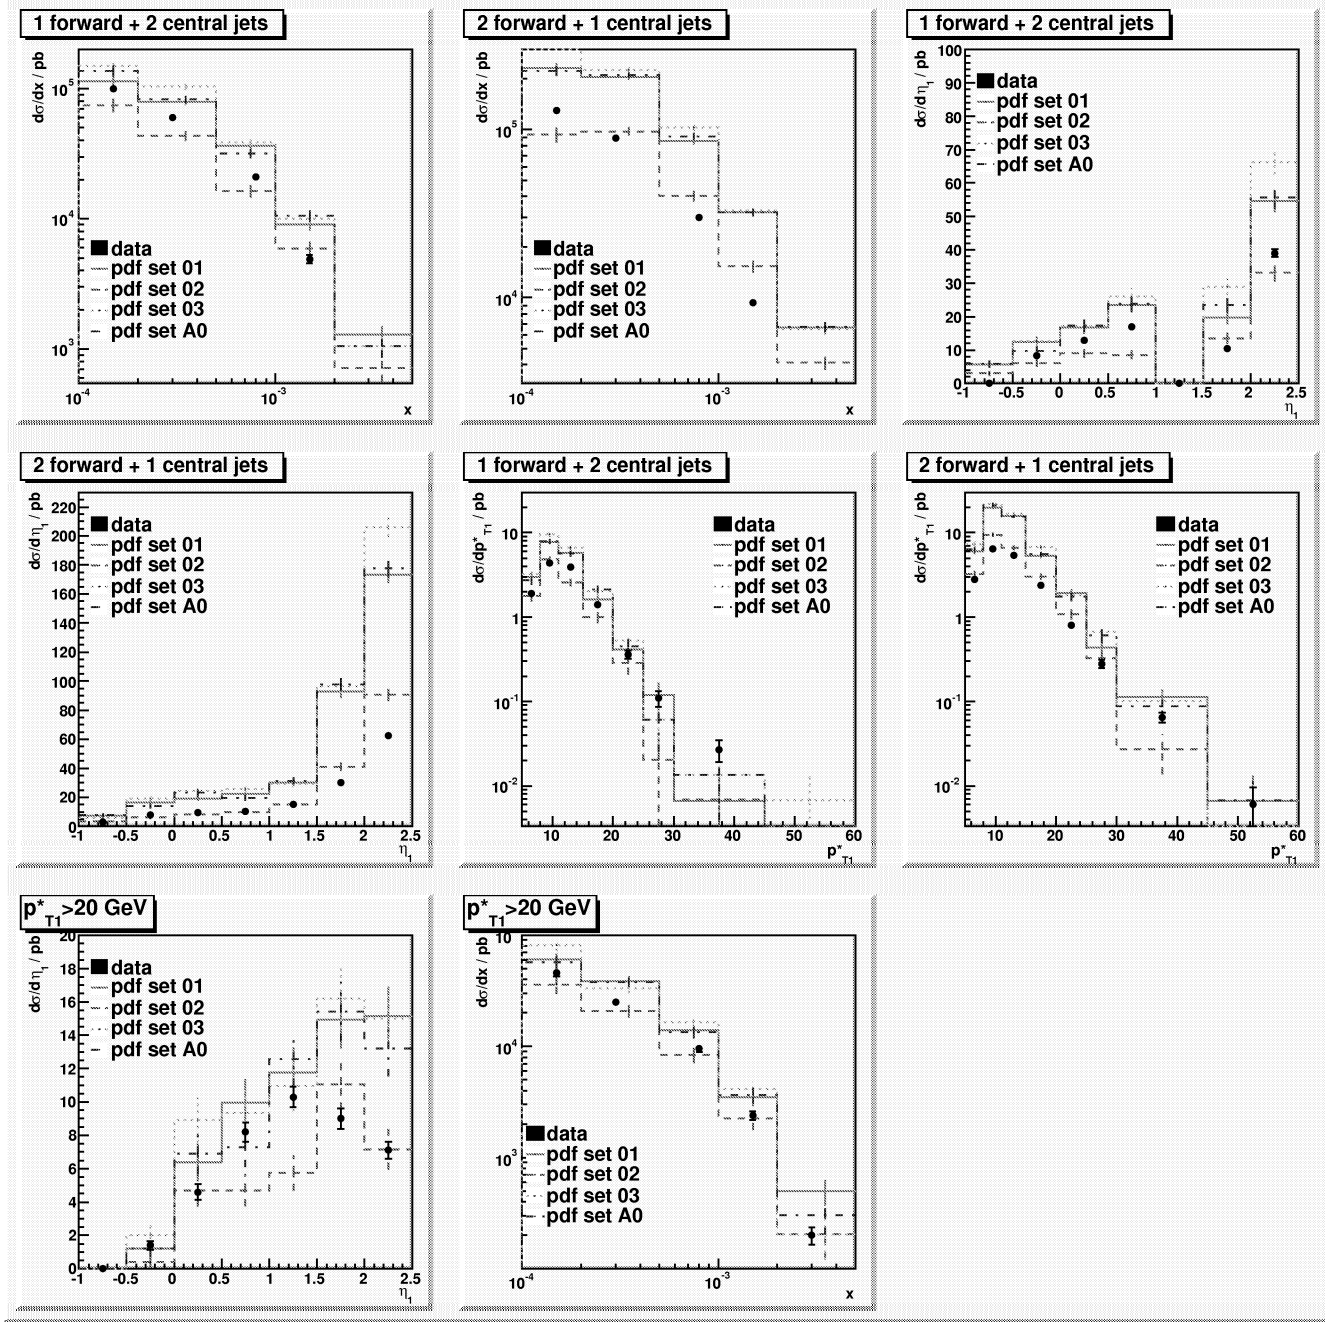 1 forward + 2 central jets
dσ/dx / pb
10^5
10^4
10^3
data
pdf set 01
pdf set 02
pdf set 03
pdf set A0
10^-4
10^-3
x
2 forward + 1 central jets
dσ/dx / pb
10^5
10^4
data
pdf set 01
pdf set 02
pdf set 03
pdf set A0
10^-4
10^-3
x
1 forward + 2 central jets
dσ/dη_1 / pb
100
90
80
70
60
50
40
30
20
10
0
data
pdf set 01
pdf set 02
pdf set 03
pdf set A0
-1 -0.5 0 0.5 1 1.5 2 2.5
η_1
2 forward + 1 central jets
dσ/dη_1 / pb
220
200
180
160
140
120
100
80
60
40
20
0
data
pdf set 01
pdf set 02
pdf set 03
pdf set A0
-1 -0.5 0 0.5 1 1.5 2 2.5
η_1
1 forward + 2 central jets
dσ/dp*_T1 / pb
10
1
10^-1
10^-2
data
pdf set 01
pdf set 02
pdf set 03
pdf set A0
10 20 30 40 50 60
p*_T1
2 forward + 1 central jets
dσ/dp*_T1 / pb
10
1
10^-1
10^-2
data
pdf set 01
pdf set 02
pdf set 03
pdf set A0
10 20 30 40 50 60
p*_T1
p*_T1>20 GeV
dσ/dη_1 / pb
20
18
16
14
12
10
8
6
4
2
0
data
pdf set 01
pdf set 02
pdf set 03
pdf set A0
-1 -0.5 0 0.5 1 1.5 2 2.5
η_1
p*_T1>20 GeV
dσ/dx / pb
10
10^4
10^3
data
pdf set 01
pdf set 02
pdf set 03
pdf set A0
10^-4
10^-3
x